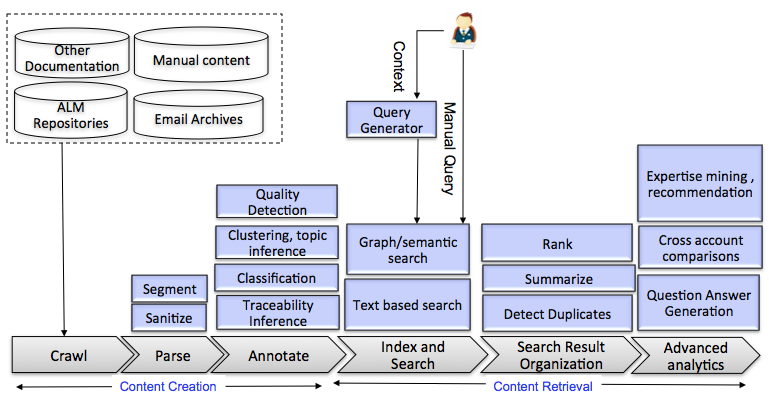 Other
Documentation
Manual content
ALM
Repositories
Email Archives
Context
Manual Query
Query
Generator
Quality
Detection
Clustering, topic
inference
Classification
Traceability
Inference
Segment
Sanitize
Graph/semantic
search
Text based search
Rank
Summarize
Detect Duplicates
Expertise mining ,
recommendation
Cross account
comparisons
Question Answer
Generation
Crawl
Parse
Annotate
Index and
Search
Search Result
Organization
Advanced
analytics
Content Creation
Content Retrieval